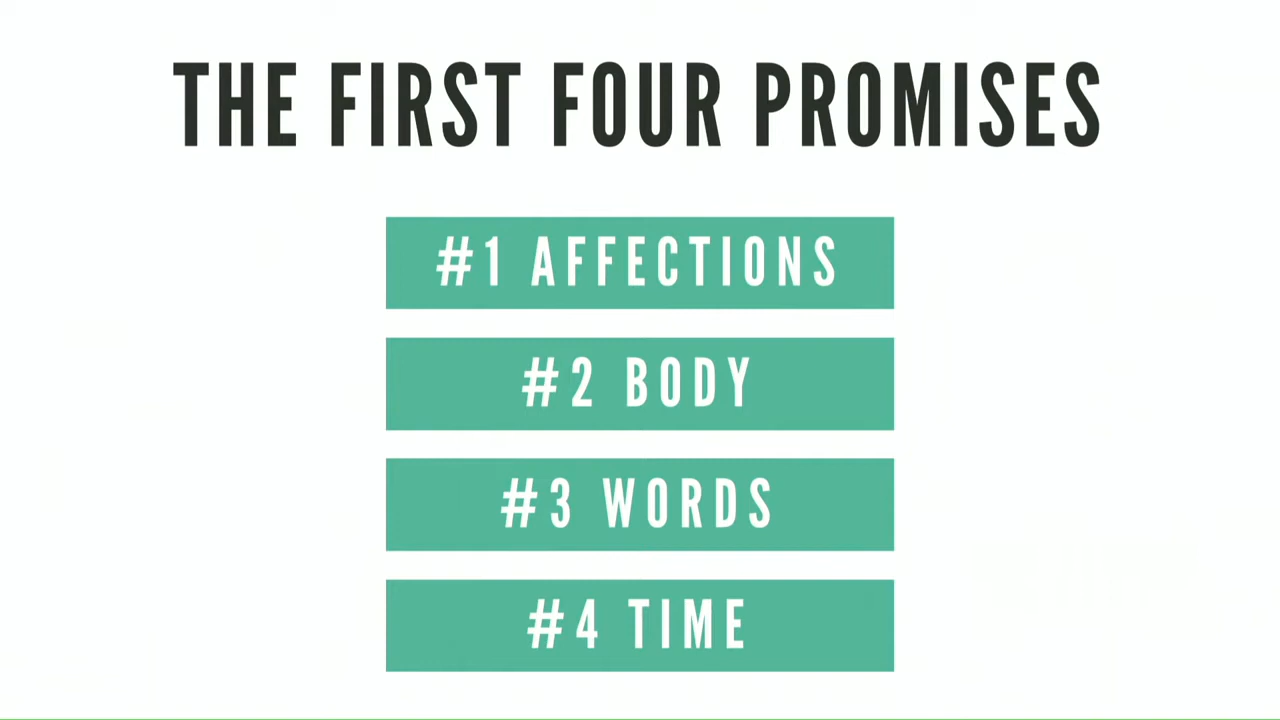 THE FIRST FOUR PROMISES
#1 AFFECTIONS
#2 BODY
#3 WORDS
#4 TIME